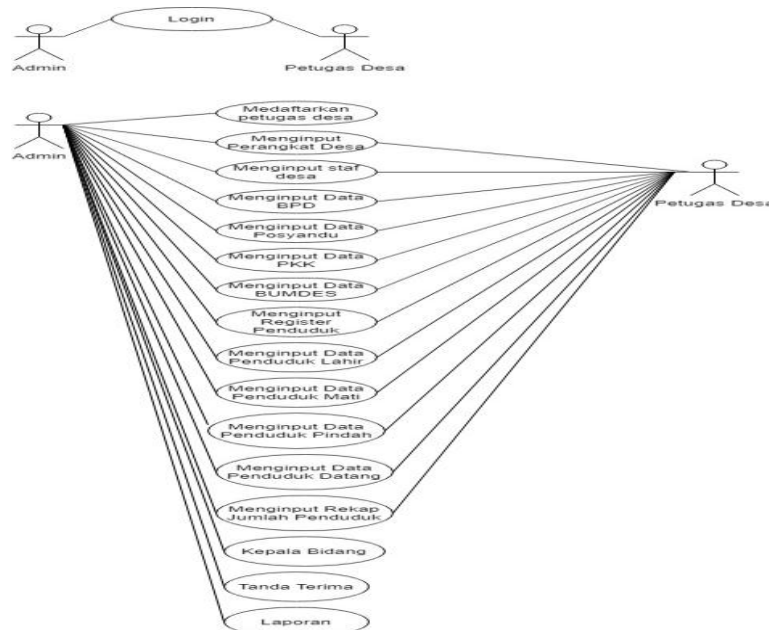 Login
Admin
Petugas Desa
Medaftarkan
petugas desa
Menginput
Perangkat Desa
Admin
Menginput staf
desa
Petugas Desa
Menginput Data
BPD
Menginput Data
Posyandu
Menginput Data
PKK
Menginput Data
BUMDES
Menginput
Register
Penduduk
Menginput Data
Penduduk Lahir
Menginput Data
Penduduk Mati
Menginput Data
Penduduk Pindah
Menginput Data
Penduduk Datang
Menginput Rekap
Jumlah Penduduk
Kepala Bidang
Tanda Terima
Laporan